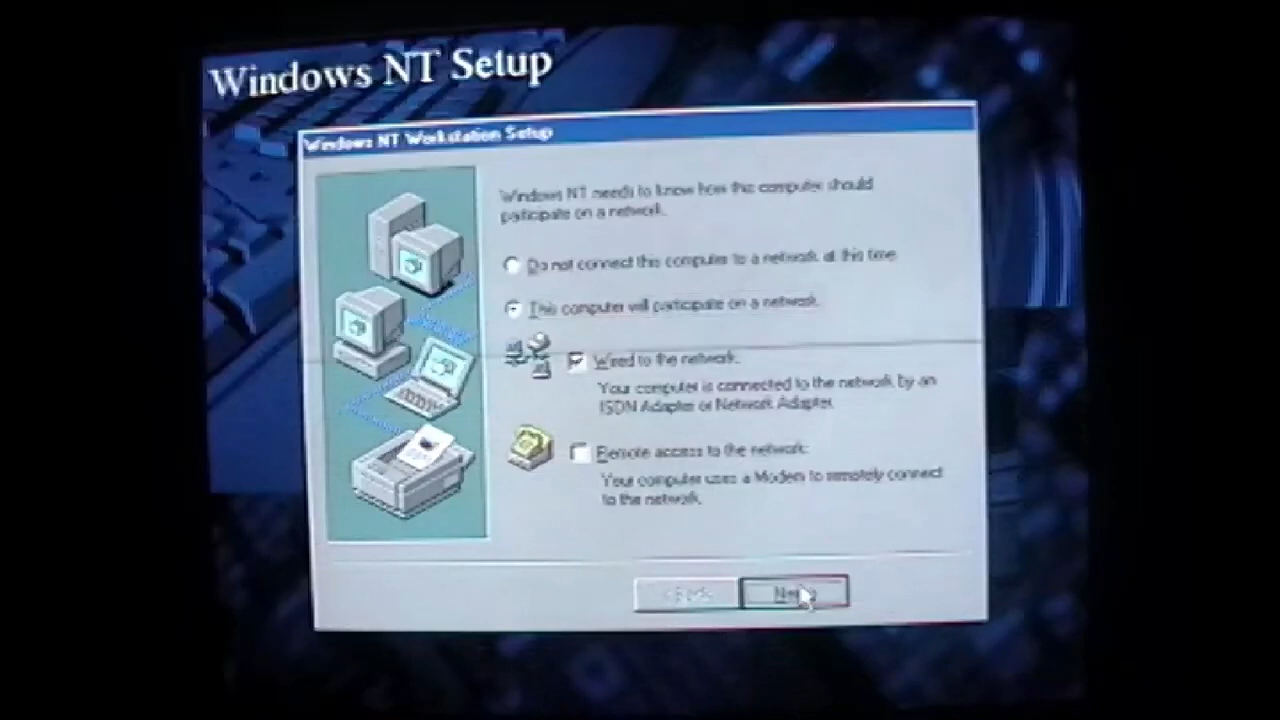 Windows NT Setup
Windows NT Workstation Setup
Windows NT needs to know how this computer should
participate on a network.
Do not connect this computer to a network at this time
This computer will participate on a network.
Wired to the network.
Your computer is connected to the network by an
ISDN Adapter or Network Adapter.
Remote access to the network.
Your computer uses a Modem to remotely connect
to the network.
< Back
Next >